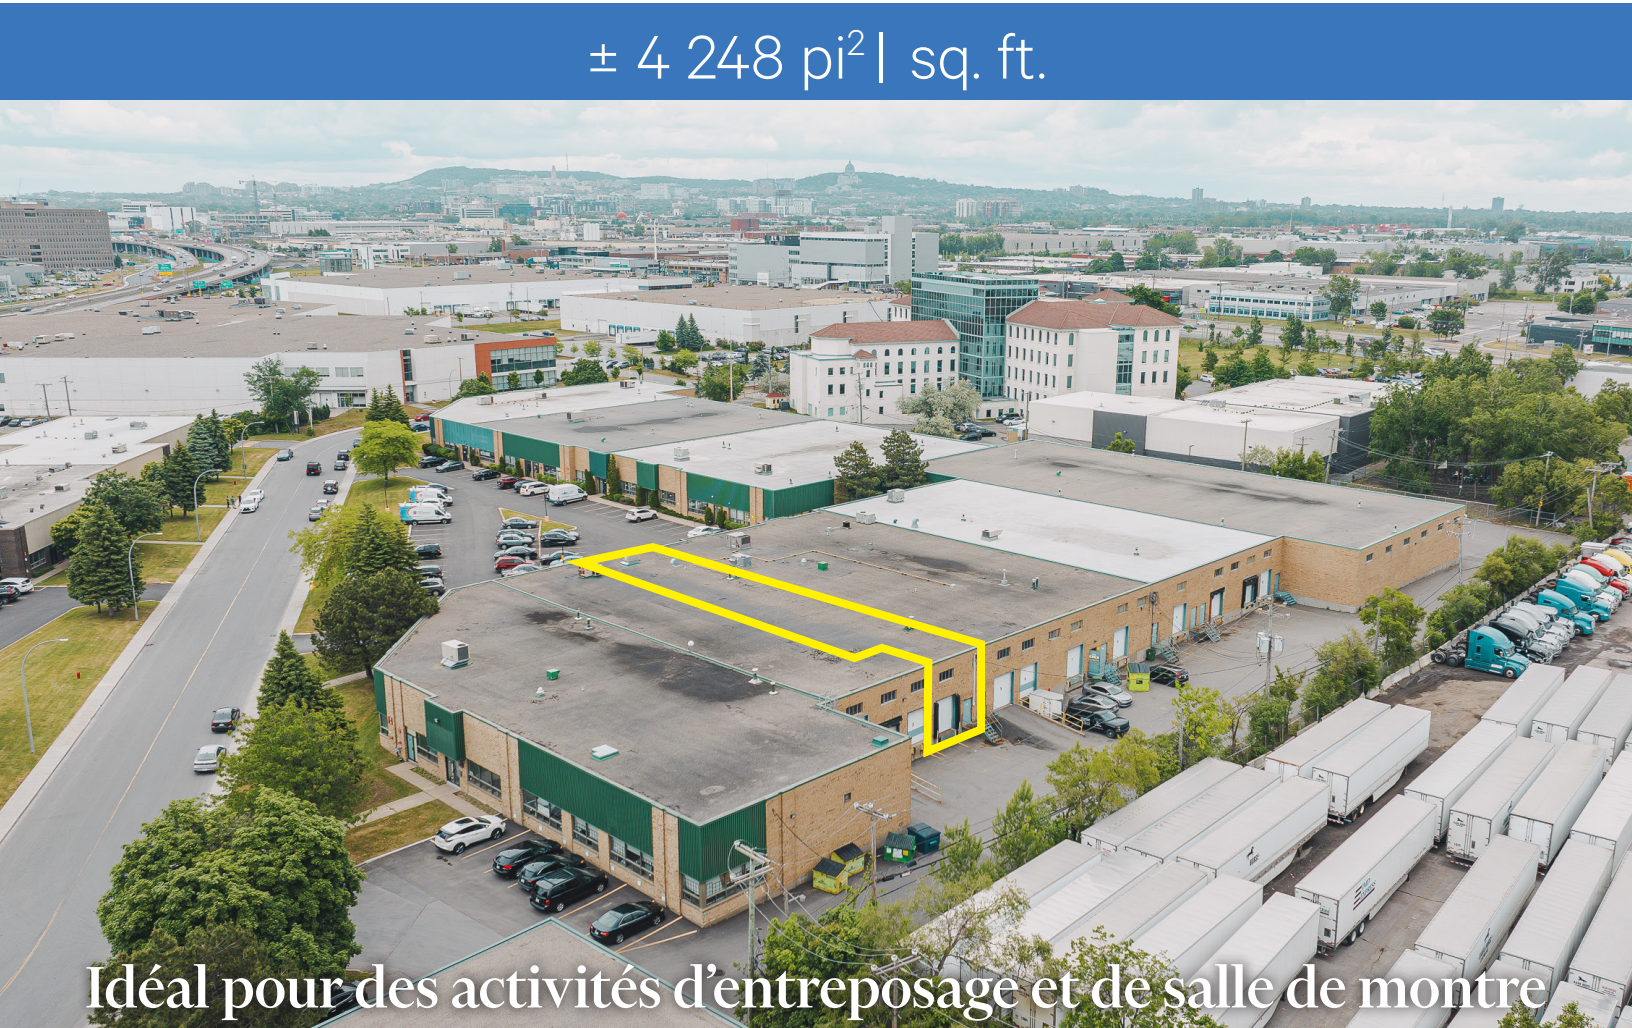 ± 4 248 pi² | sq. ft.
Idéal pour des activités d’entreposage et de salle de montre